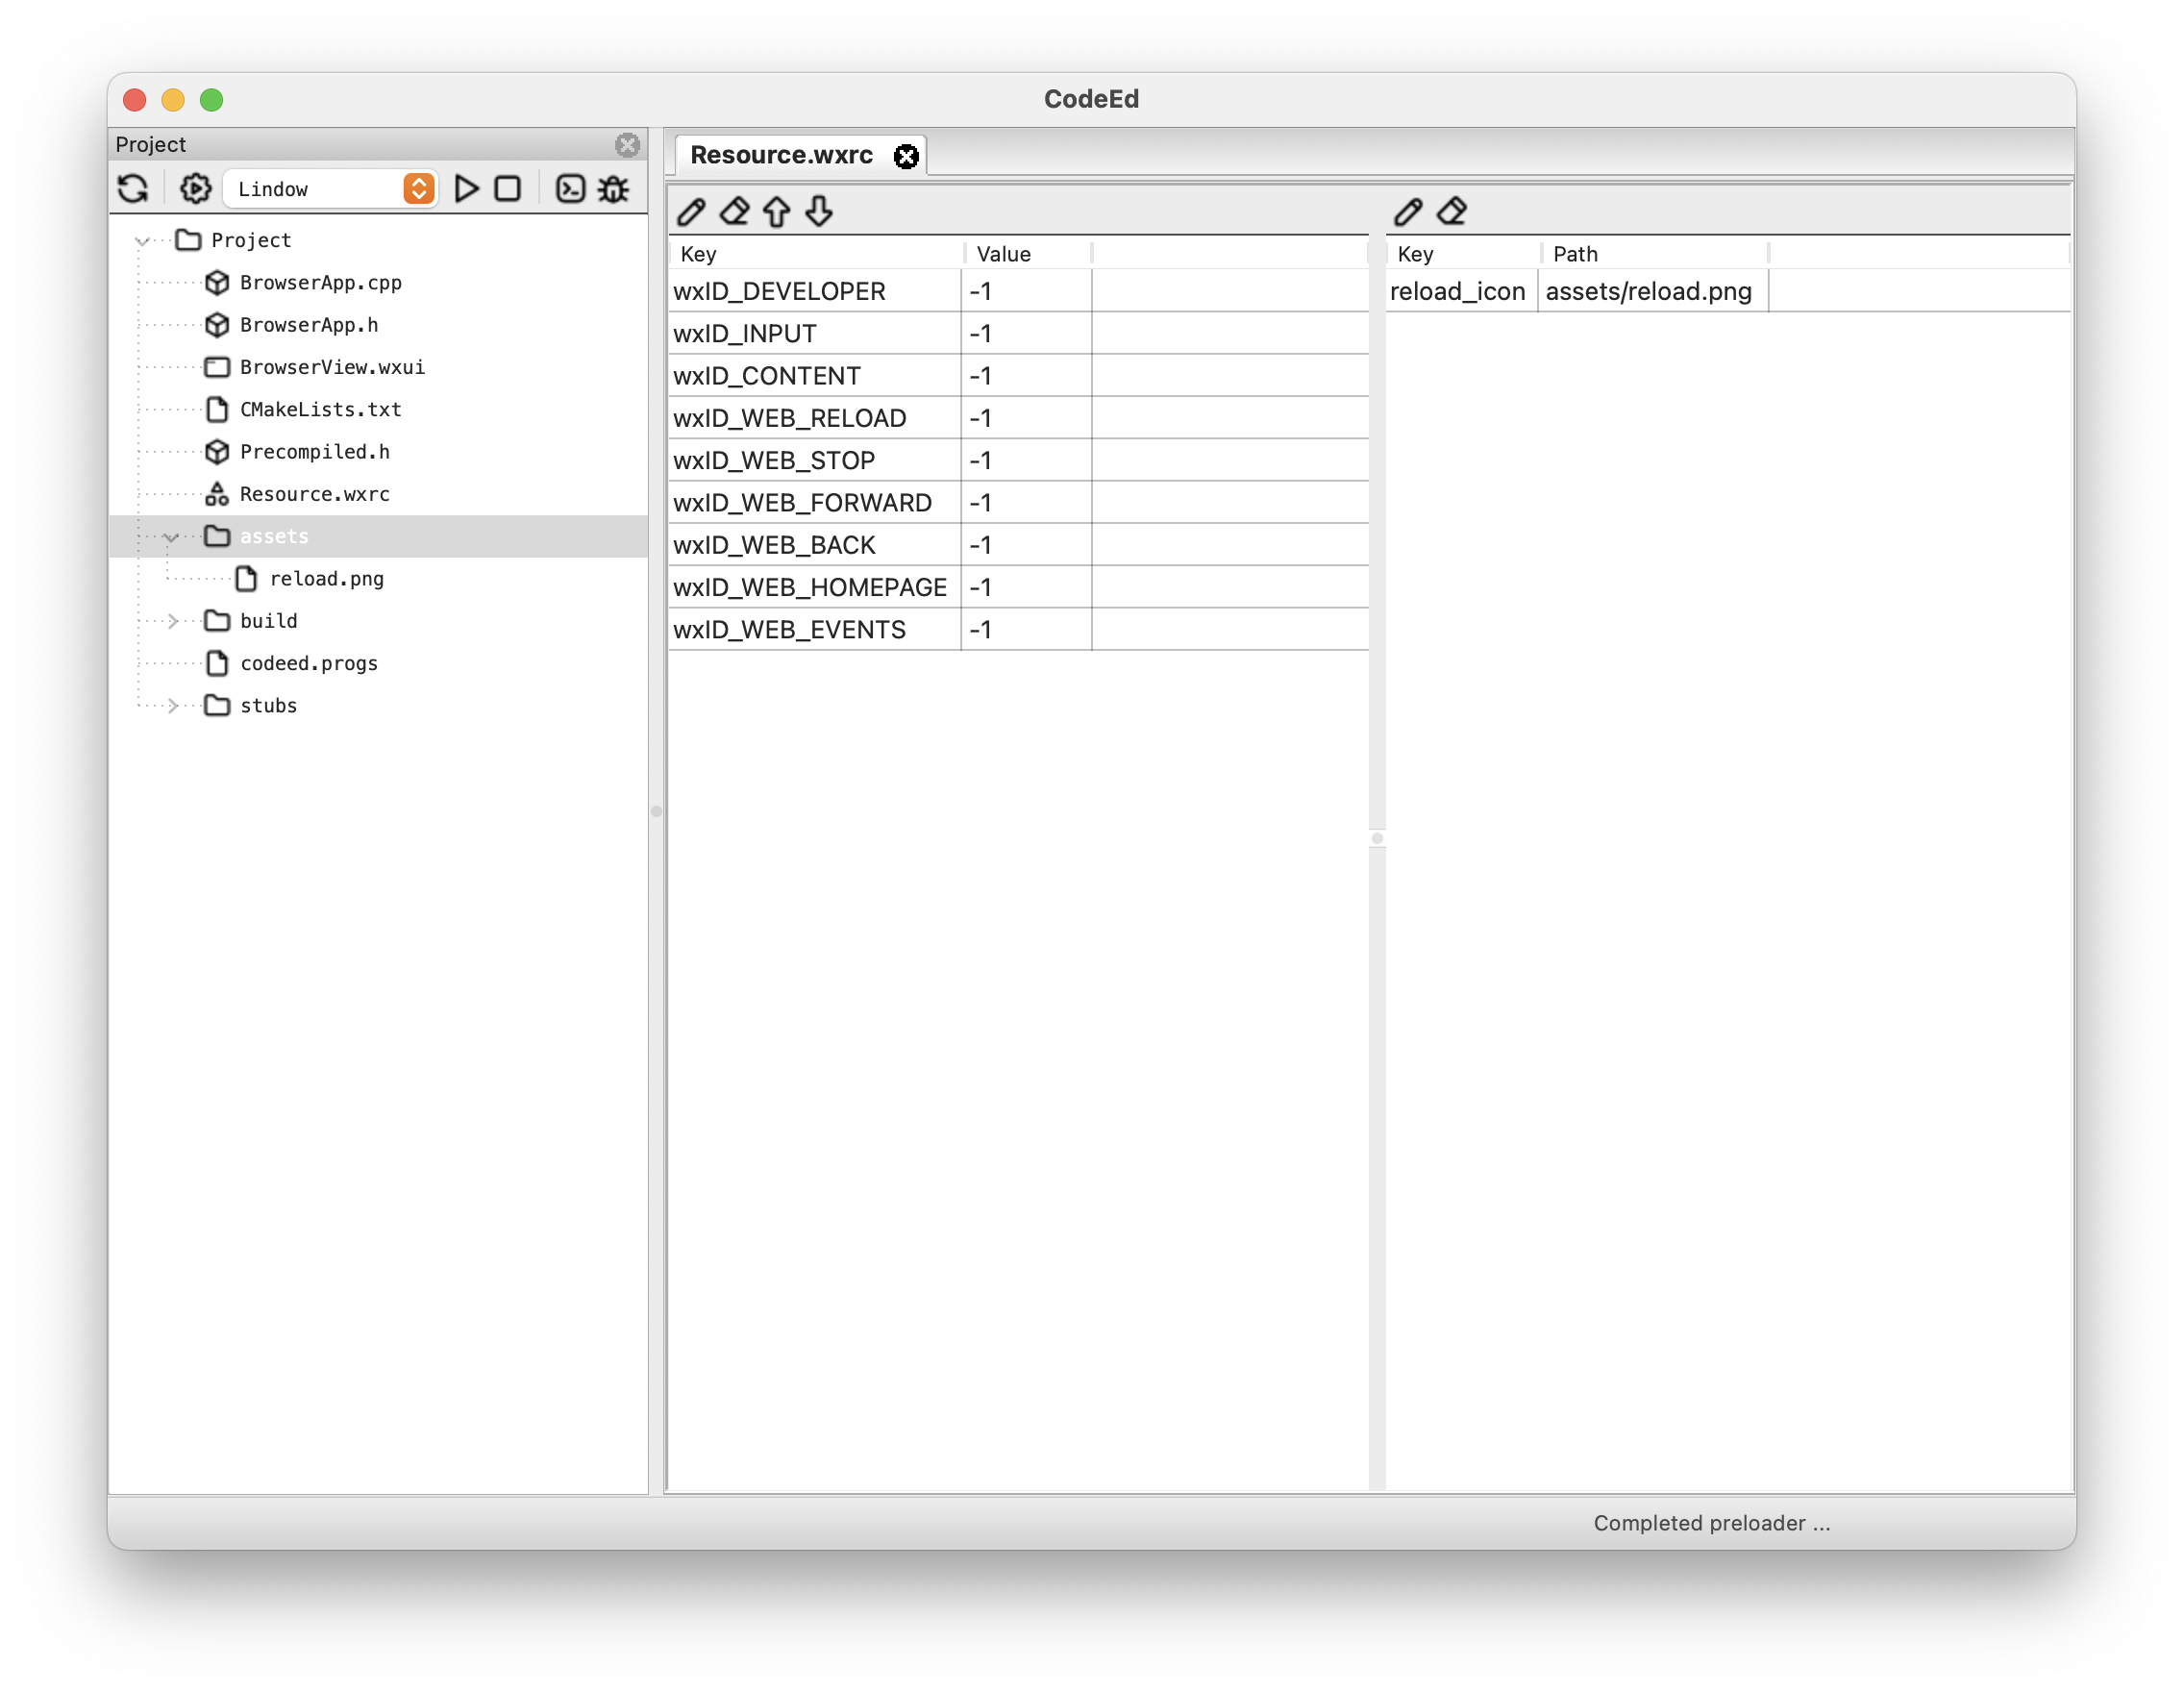 CodeEd
Project
Lindow
Project
BrowserApp.cpp
BrowserApp.h
BrowserView.wxui
CMakeLists.txt
Precompiled.h
Resource.wxrc
assets
reload.png
build
codeed.progs
stubs
Resource.wxrc
Key Value
wxID_DEVELOPER -1
wxID_INPUT -1
wxID_CONTENT -1
wxID_WEB_RELOAD -1
wxID_WEB_STOP -1
wxID_WEB_FORWARD -1
wxID_WEB_BACK -1
wxID_WEB_HOMEPAGE -1
wxID_WEB_EVENTS -1
Key Path
reload_icon assets/reload.png
Completed preloader ...